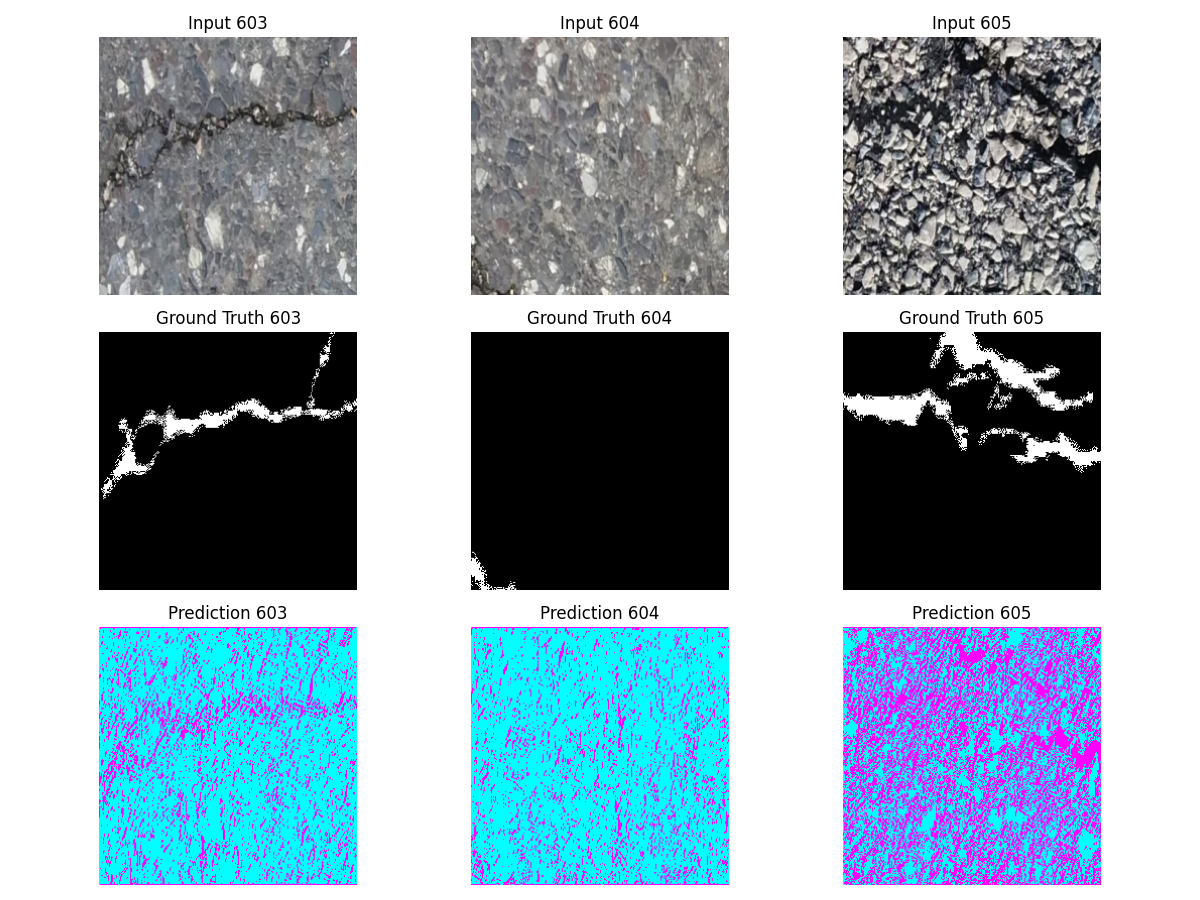 Input 603
Input 604
Input 605
Ground Truth 603
Ground Truth 604
Ground Truth 605
Prediction 603
Prediction 604
Prediction 605